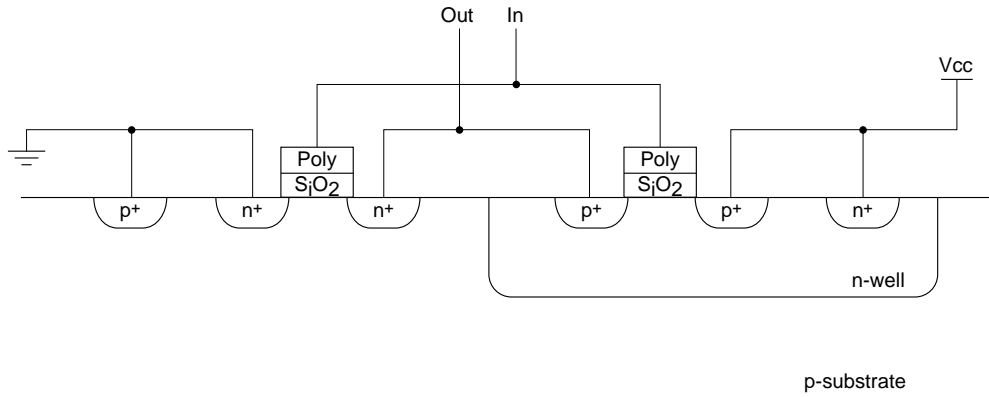 Out In
Vcc
Poly Poly
SiO2 SiO2
p+ n+ n+ p+ p+ n+
n-well
p-substrate